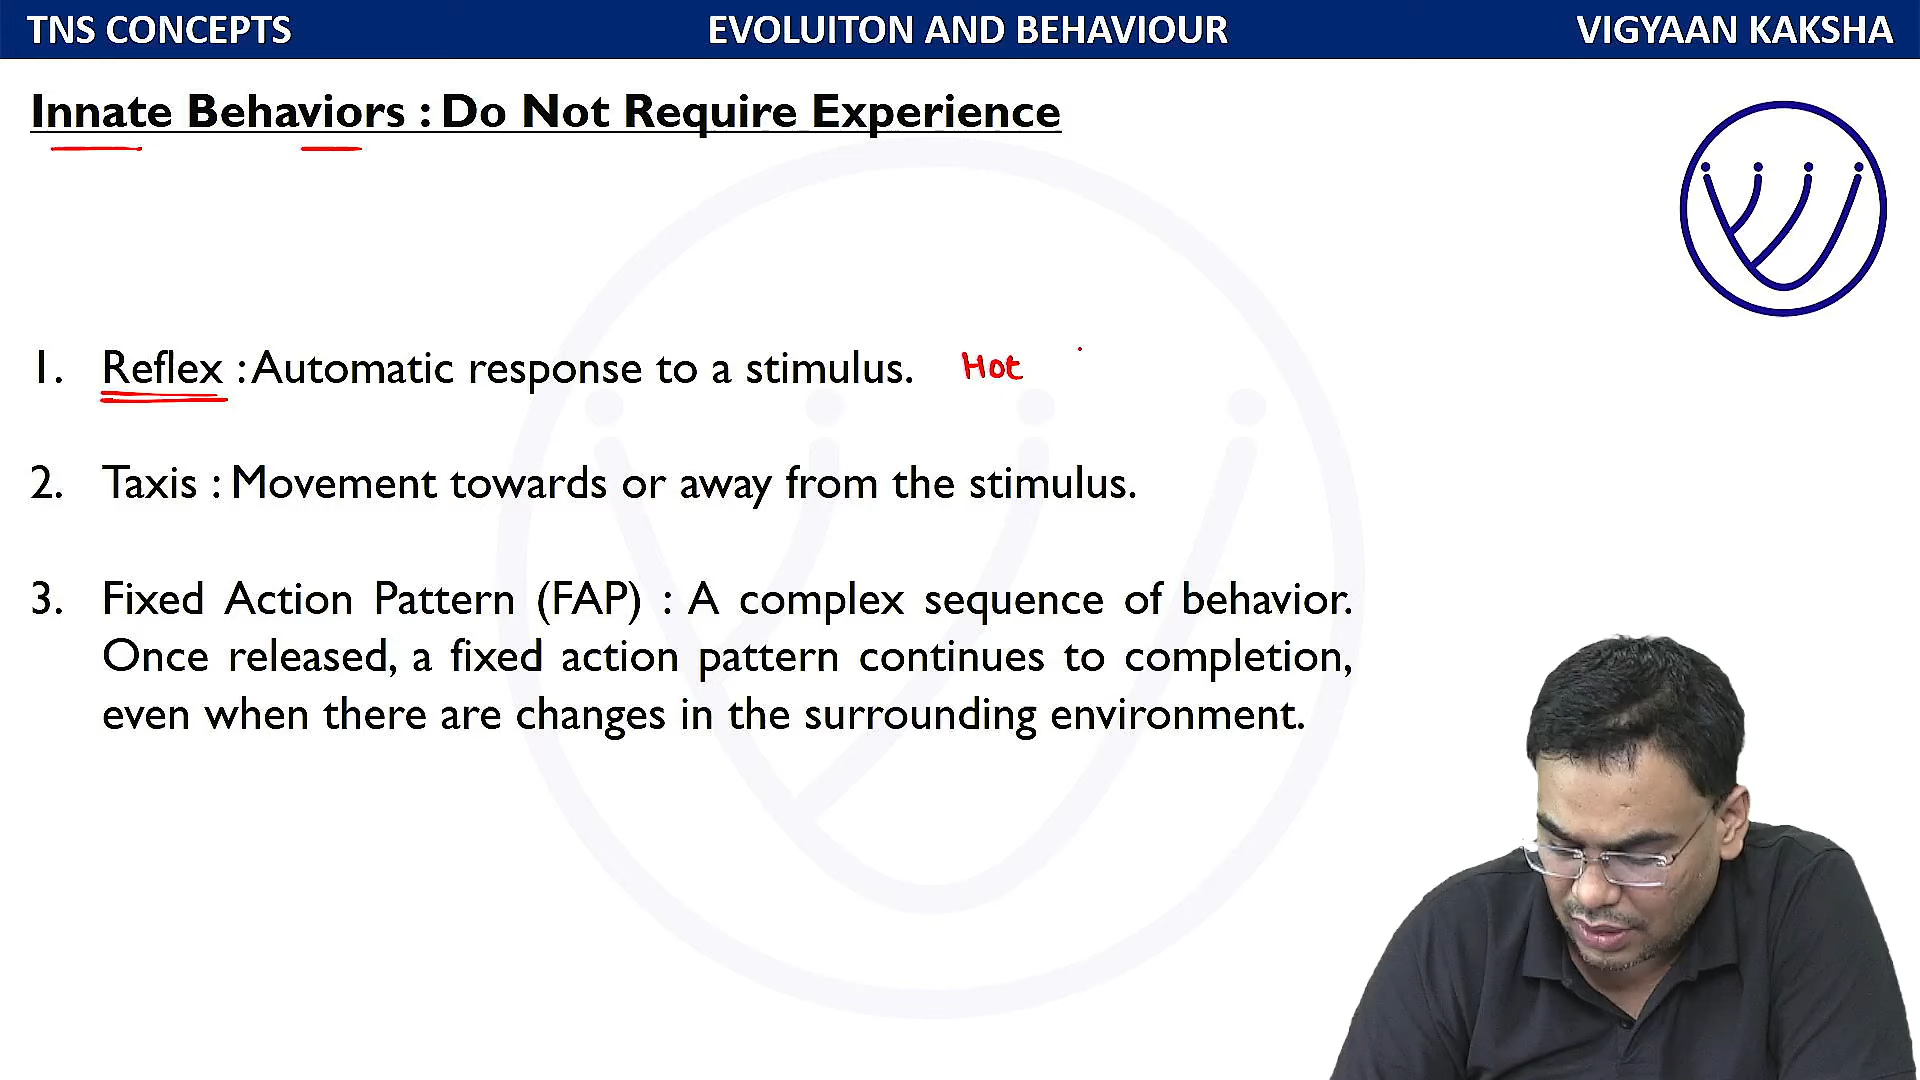 TNS CONCEPTS EVOLUITON AND BEHAVIOUR VIGYAAN KAKSHA
Innate Behaviors : Do Not Require Experience
1. Reflex : Automatic response to a stimulus. Hot
2. Taxis : Movement towards or away from the stimulus.
3. Fixed Action Pattern (FAP) : A complex sequence of behavior.
Once released, a fixed action pattern continues to completion,
even when there are changes in the surrounding environment.